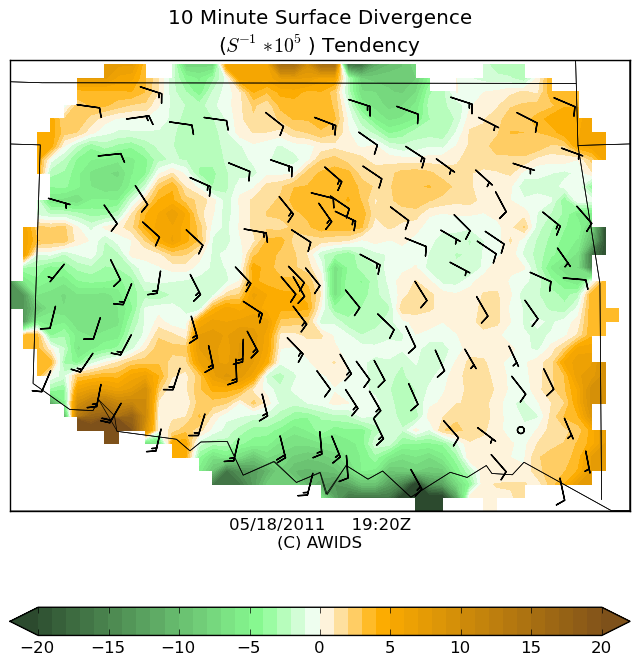 10 Minute Surface Divergence
(S⁻¹ *10⁵ ) Tendency
05/18/2011 19:20Z
(C) AWIDS
−20 −15 −10 −5 0 5 10 15 20